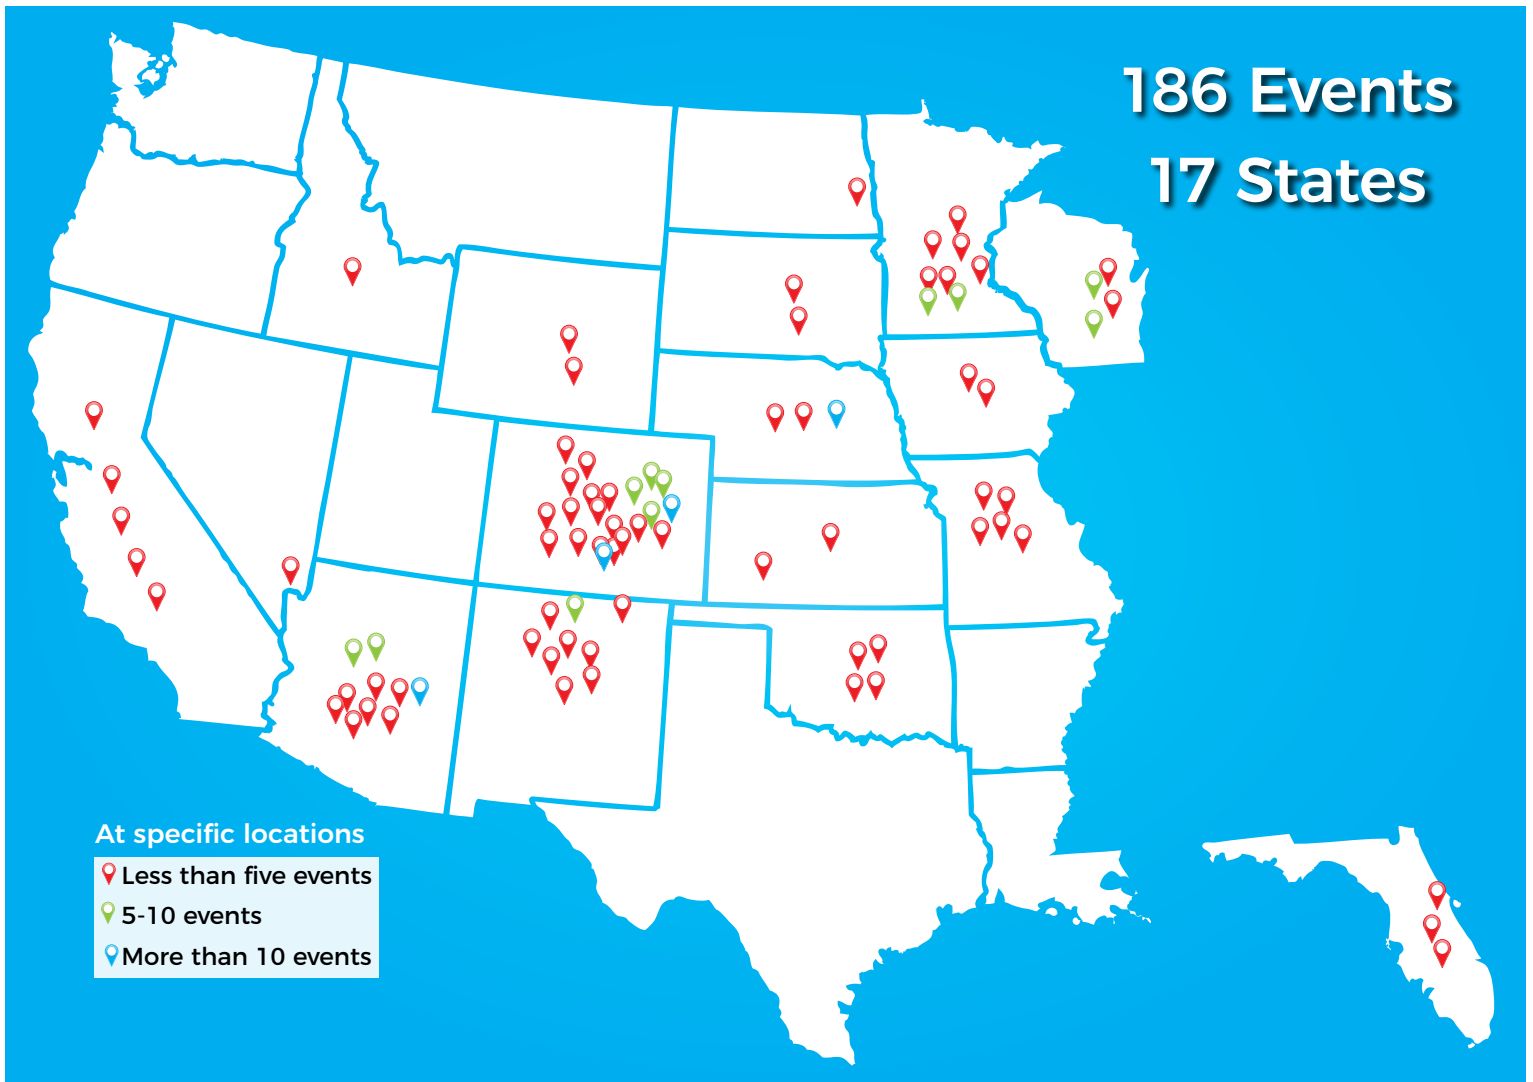 186 Events
17 States
At specific locations
Less than five events
5-10 events
More than 10 events